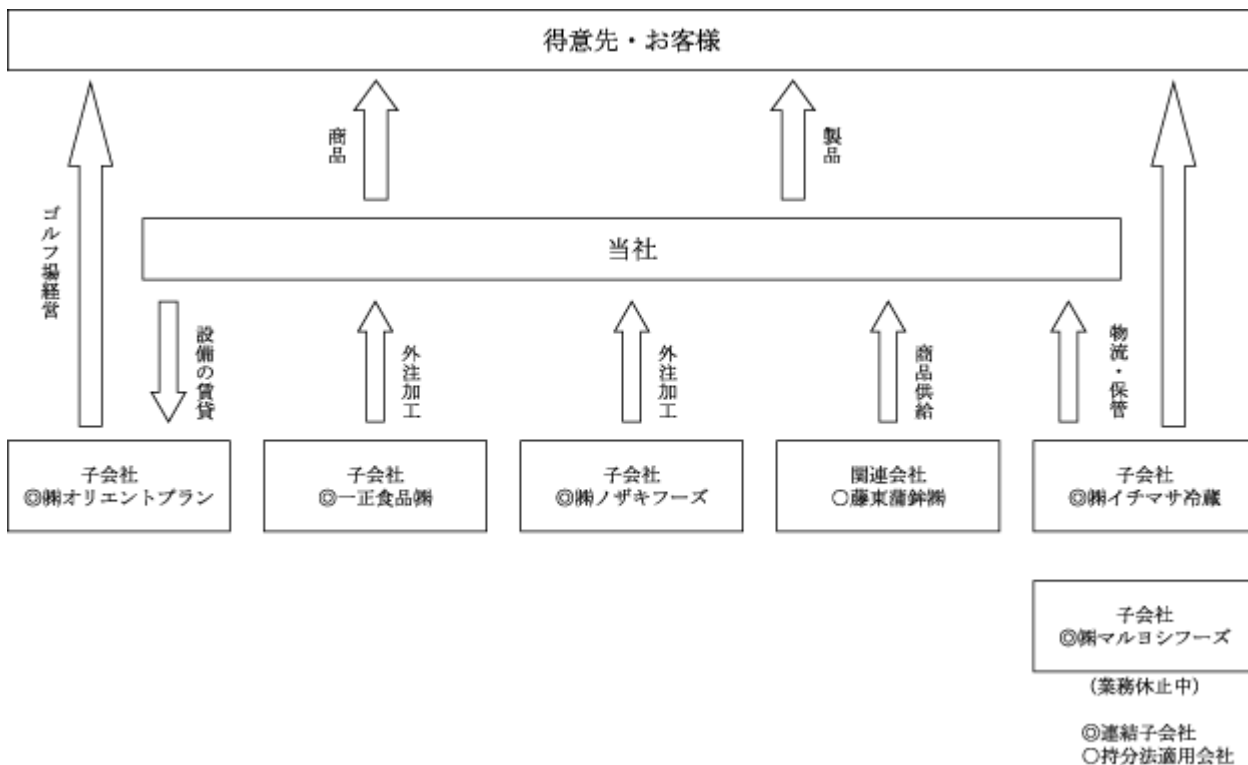 得意先・お客様
商品
製品
ゴルフ場経営
当社
設備の賃貸
外注加工
外注加工
商品供給
物流・保管
子会社
◎㈱オリエントプラン
子会社
◎一正食品㈱
子会社
◎㈱ノザキフーズ
関連会社
○藤東蒲鉾㈱
子会社
◎㈱イチマサ冷蔵
子会社
◎㈱マルヨシフーズ
(業務休止中)
◎連結子会社
○持分法適用会社